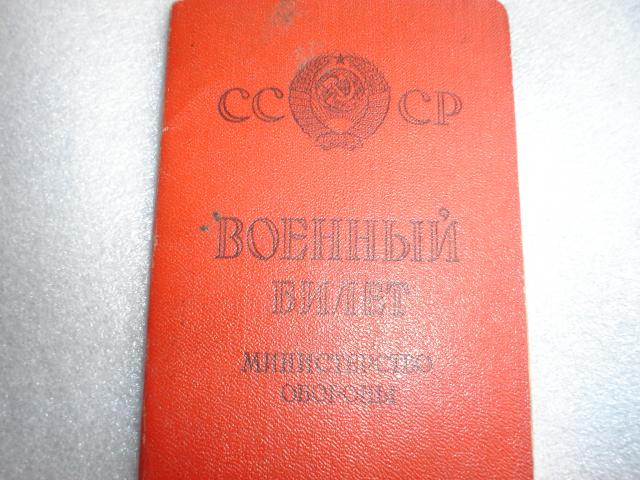 СССР
ВОЕННЫЙ
БИЛЕТ
МИНИСТЕРСТВО
ОБОРОНЫ